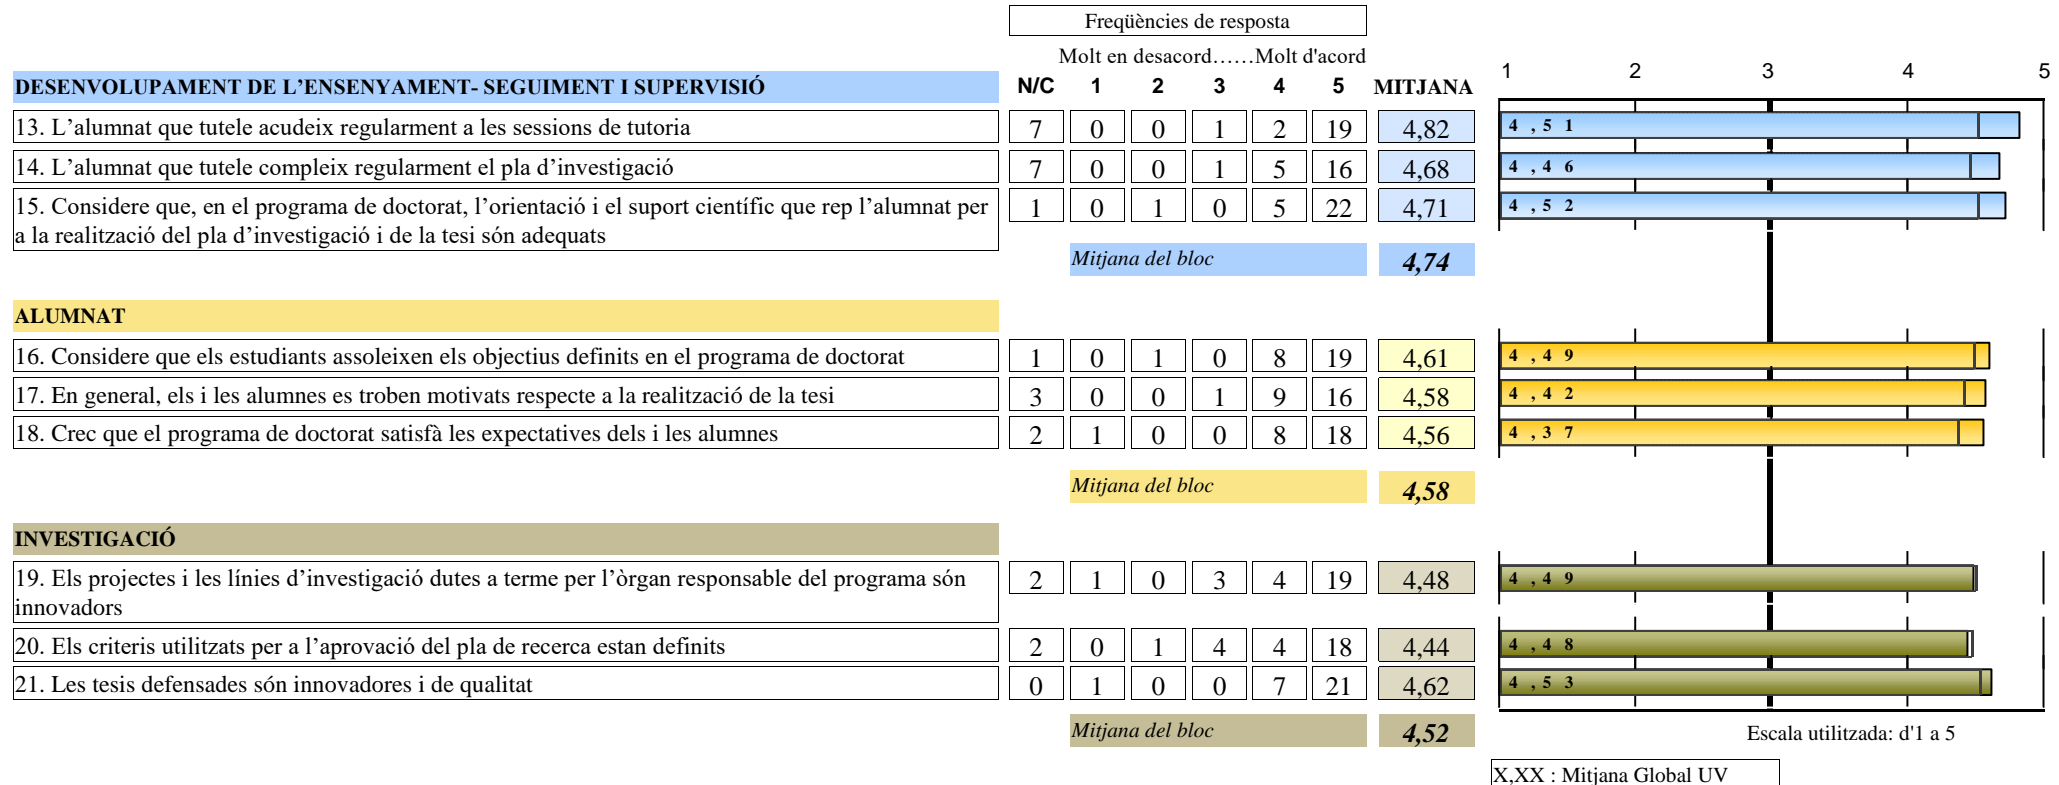 Freqüències de resposta
Molt en desacord……Molt d'acord
1 2 3 4 5
DESENVOLUPAMENT DE L’ENSENYAMENT- SEGUIMENT I SUPERVISIÓ N/C 1 2 3 4 5 MITJANA
13. L’alumnat que tutele acudeix regularment a les sessions de tutoria 7 0 0 1 2 19 4,82 4,51
14. L’alumnat que tutele compleix regularment el pla d’investigació 7 0 0 1 5 16 4,68 4,46
15. Considere que, en el programa de doctorat, l’orientació i el suport científic que rep l’alumnat per 1 0 1 0 5 22 4,71 4,52
a la realització del pla d’investigació i de la tesi són adequats
Mitjana del bloc 4,74
ALUMNAT
16. Considere que els estudiants assoleixen els objectius definits en el programa de doctorat 1 0 1 0 8 19 4,61 4,49
17. En general, els i les alumnes es troben motivats respecte a la realització de la tesi 3 0 0 1 9 16 4,58 4,42
18. Crec que el programa de doctorat satisfà les expectatives dels i les alumnes 2 1 0 0 8 18 4,56 4,37
Mitjana del bloc 4,58
INVESTIGACIÓ
19. Els projectes i les línies d’investigació dutes a terme per l’òrgan responsable del programa són 2 1 0 3 4 19 4,48 4,49
innovadors
20. Els criteris utilitzats per a l’aprovació del pla de recerca estan definits 2 0 1 4 4 18 4,44 4,48
21. Les tesis defensades són innovadores i de qualitat 0 1 0 0 7 21 4,62 4,53
Mitjana del bloc 4,52
Escala utilitzada: d'1 a 5
X,XX : Mitjana Global UV